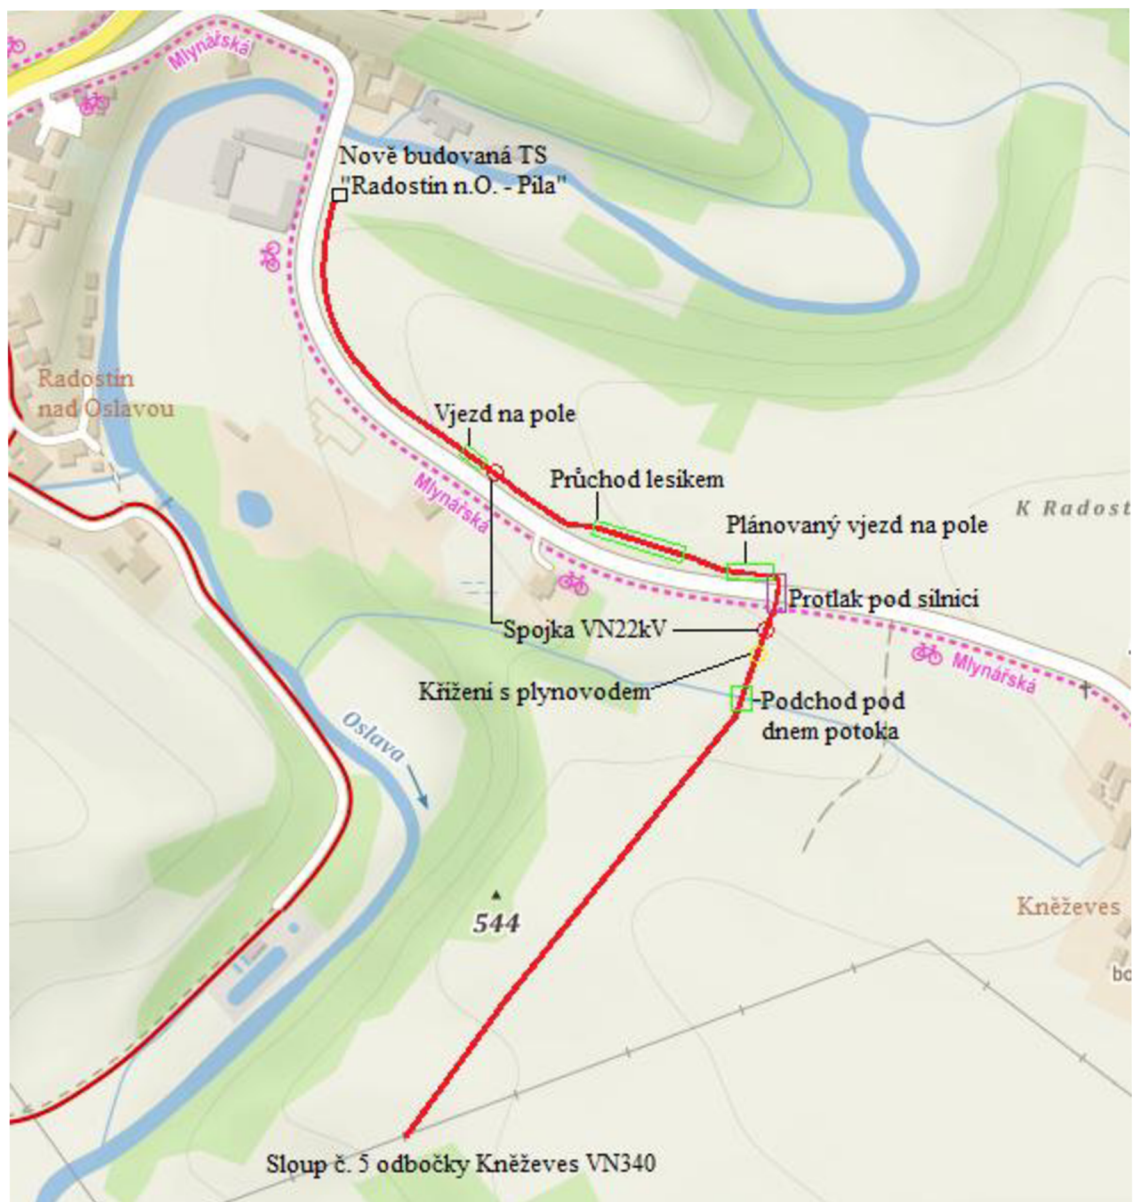 Mlynářská
Nově budovaná TS
"Radostín n.O. - Pila"
Radostín
nad Oslavou
Vjezd na pole
Průchod lesíkem
Mlynářská
K Radost
Plánovaný vjezd na pole
Protlak pod silnicí
Spojka VN22kV
Mlynářská
Křížení s plynovodem
Podchod pod
dnem potoka
Oslava
544
Kněževes
bo
Sloup č. 5 odbočky Kněževes VN340